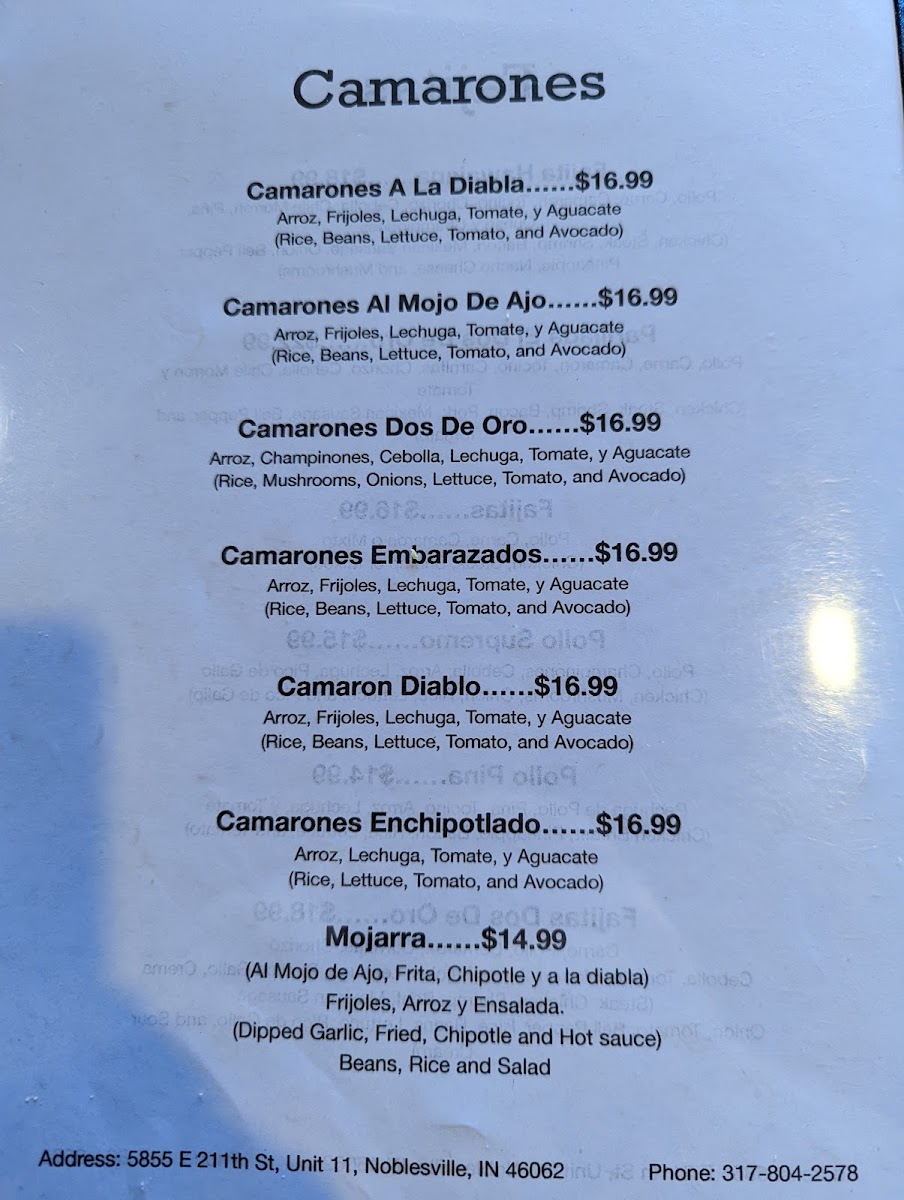 Camarones
Camarones A La Diabla......$16.99
Arroz, Frijoles, Lechuga, Tomate, y Aguacate
(Rice, Beans, Lettuce, Tomato, and Avocado)
Camarones Al Mojo De Ajo......$16.99
Arroz, Frijoles, Lechuga, Tomate, y Aguacate
(Rice, Beans, Lettuce, Tomato, and Avocado)
Camarones Dos De Oro......$16.99
Arroz, Champinones, Cebolla, Lechuga, Tomate, y Aguacate
(Rice, Mushrooms, Onions, Lettuce, Tomato, and Avocado)
Camarones Embarazados......$16.99
Arroz, Frijoles, Lechuga, Tomate, y Aguacate
(Rice, Beans, Lettuce, Tomato, and Avocado)
Camaron Diablo......$16.99
Arroz, Frijoles, Lechuga, Tomate, y Aguacate
(Rice, Beans, Lettuce, Tomato, and Avocado)
Camarones Enchipotlado......$16.99
Arroz, Lechuga, Tomate, y Aguacate
(Rice, Lettuce, Tomato, and Avocado)
Mojarra......$14.99
(Al Mojo de Ajo, Frita, Chipotle y a la diabla)
Frijoles, Arroz y Ensalada.
(Dipped Garlic, Fried, Chipotle and Hot sauce)
Beans, Rice and Salad
Address: 5855 E 211th St, Unit 11, Noblesville, IN 46062 Phone: 317-804-2578